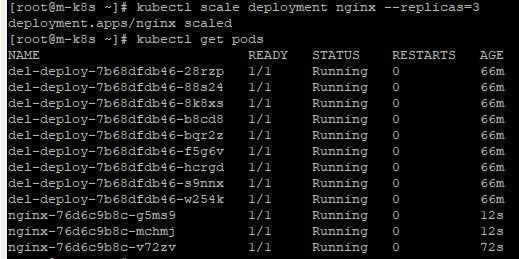 [root@m-k8s ~]# kubectl scale deployment nginx --replicas=3
deployment.apps/nginx scaled
[root@m-k8s ~]# kubectl get pods
NAME READY STATUS RESTARTS AGE
del-deploy-7b68dfdb46-28rzp 1/1 Running 0 66m
del-deploy-7b68dfdb46-88s24 1/1 Running 0 66m
del-deploy-7b68dfdb46-8k8xs 1/1 Running 0 66m
del-deploy-7b68dfdb46-b8cd8 1/1 Running 0 66m
del-deploy-7b68dfdb46-bqr2z 1/1 Running 0 66m
del-deploy-7b68dfdb46-f5g6v 1/1 Running 0 66m
del-deploy-7b68dfdb46-hcrgd 1/1 Running 0 66m
del-deploy-7b68dfdb46-s9nnx 1/1 Running 0 66m
del-deploy-7b68dfdb46-w254k 1/1 Running 0 66m
nginx-76d6c9b8c-g5ms9 1/1 Running 0 12s
nginx-76d6c9b8c-mchmj 1/1 Running 0 12s
nginx-76d6c9b8c-v72zv 1/1 Running 0 72s